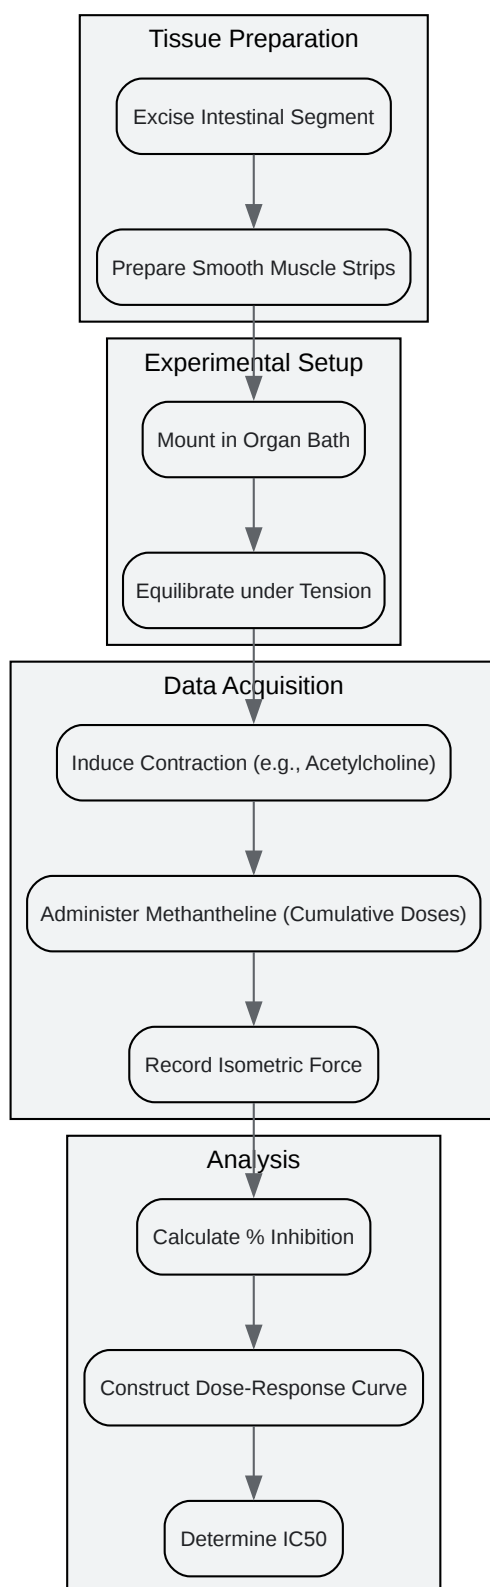 Tissue Preparation
Excise Intestinal Segment
Prepare Smooth Muscle Strips
Experimental Setup
Mount in Organ Bath
Equilibrate under Tension
Data Acquisition
Induce Contraction (e.g., Acetylcholine)
Administer Methantheline (Cumulative Doses)
Record Isometric Force
Analysis
Calculate % Inhibition
Construct Dose-Response Curve
Determine IC50